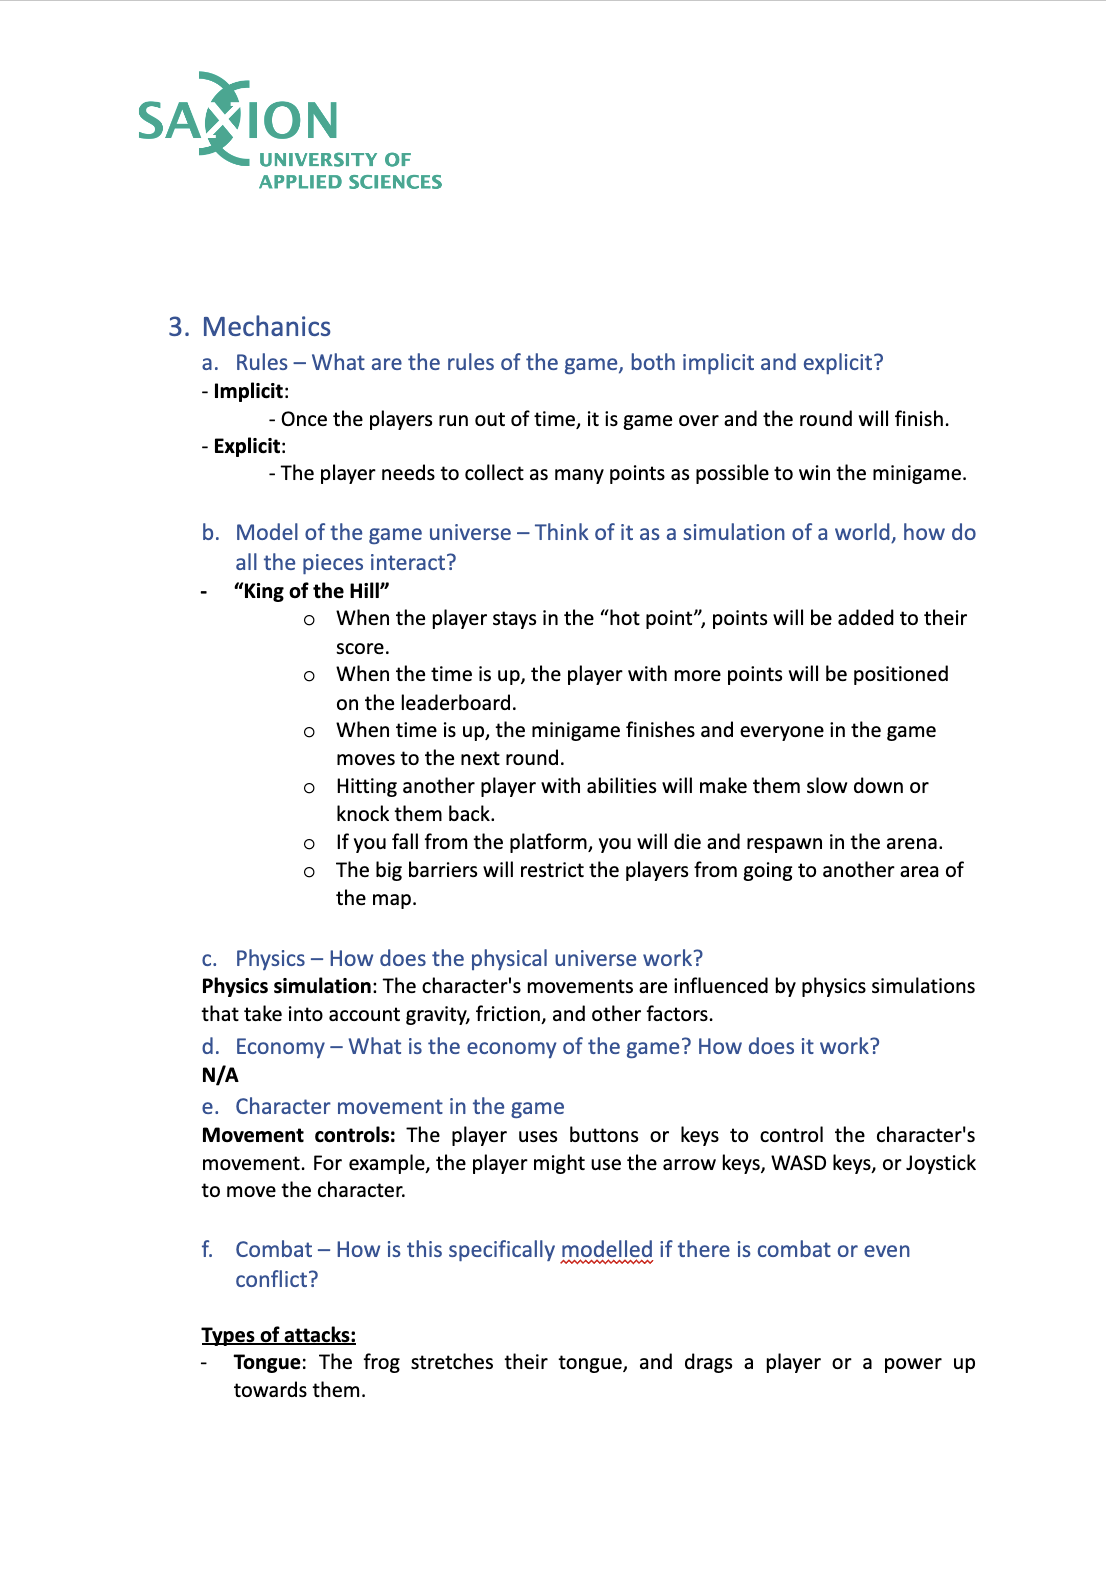 SAXION
UNIVERSITY OF
APPLIED SCIENCES
3. Mechanics
a. Rules – What are the rules of the game, both implicit and explicit?
- Implicit:
- Once the players run out of time, it is game over and the round will finish.
- Explicit:
- The player needs to collect as many points as possible to win the minigame.
b. Model of the game universe – Think of it as a simulation of a world, how do
all the pieces interact?
- “King of the Hill”
o When the player stays in the “hot point”, points will be added to their
score.
o When the time is up, the player with more points will be positioned
on the leaderboard.
o When time is up, the minigame finishes and everyone in the game
moves to the next round.
o Hitting another player with abilities will make them slow down or
knock them back.
o If you fall from the platform, you will die and respawn in the arena.
o The big barriers will restrict the players from going to another area of
the map.
c. Physics – How does the physical universe work?
Physics simulation: The character's movements are influenced by physics simulations
that take into account gravity, friction, and other factors.
d. Economy – What is the economy of the game? How does it work?
N/A
e. Character movement in the game
Movement controls: The player uses buttons or keys to control the character's
movement. For example, the player might use the arrow keys, WASD keys, or Joystick
to move the character.
f. Combat – How is this specifically modelled if there is combat or even
conflict?
Types of attacks:
- Tongue: The frog stretches their tongue, and drags a player or a power up
towards them.